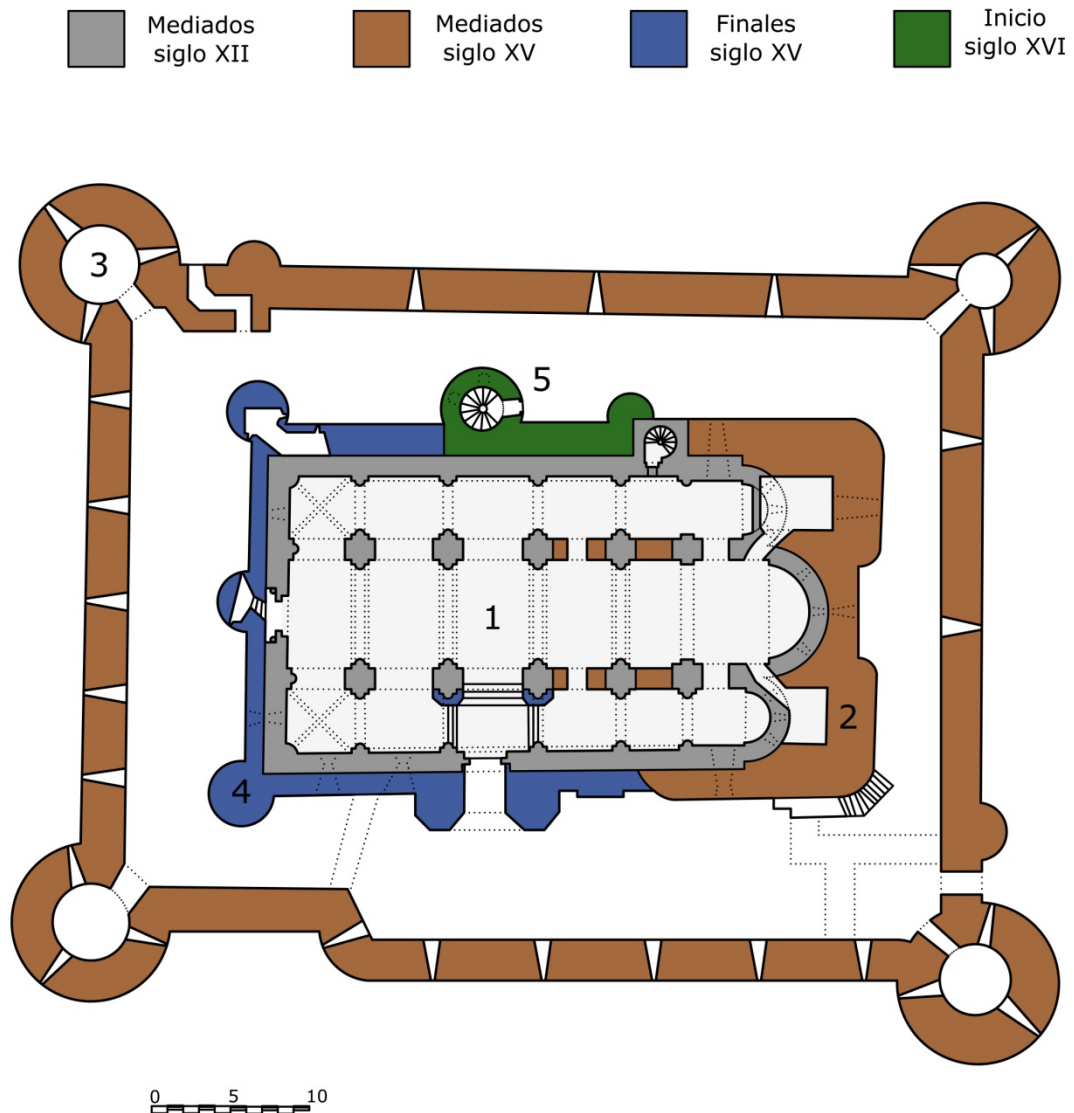 Mediados
siglo XII
Mediados
siglo XV
Finales
siglo XV
Inicio
siglo XVI
3
5
1
2
4
0 5 10